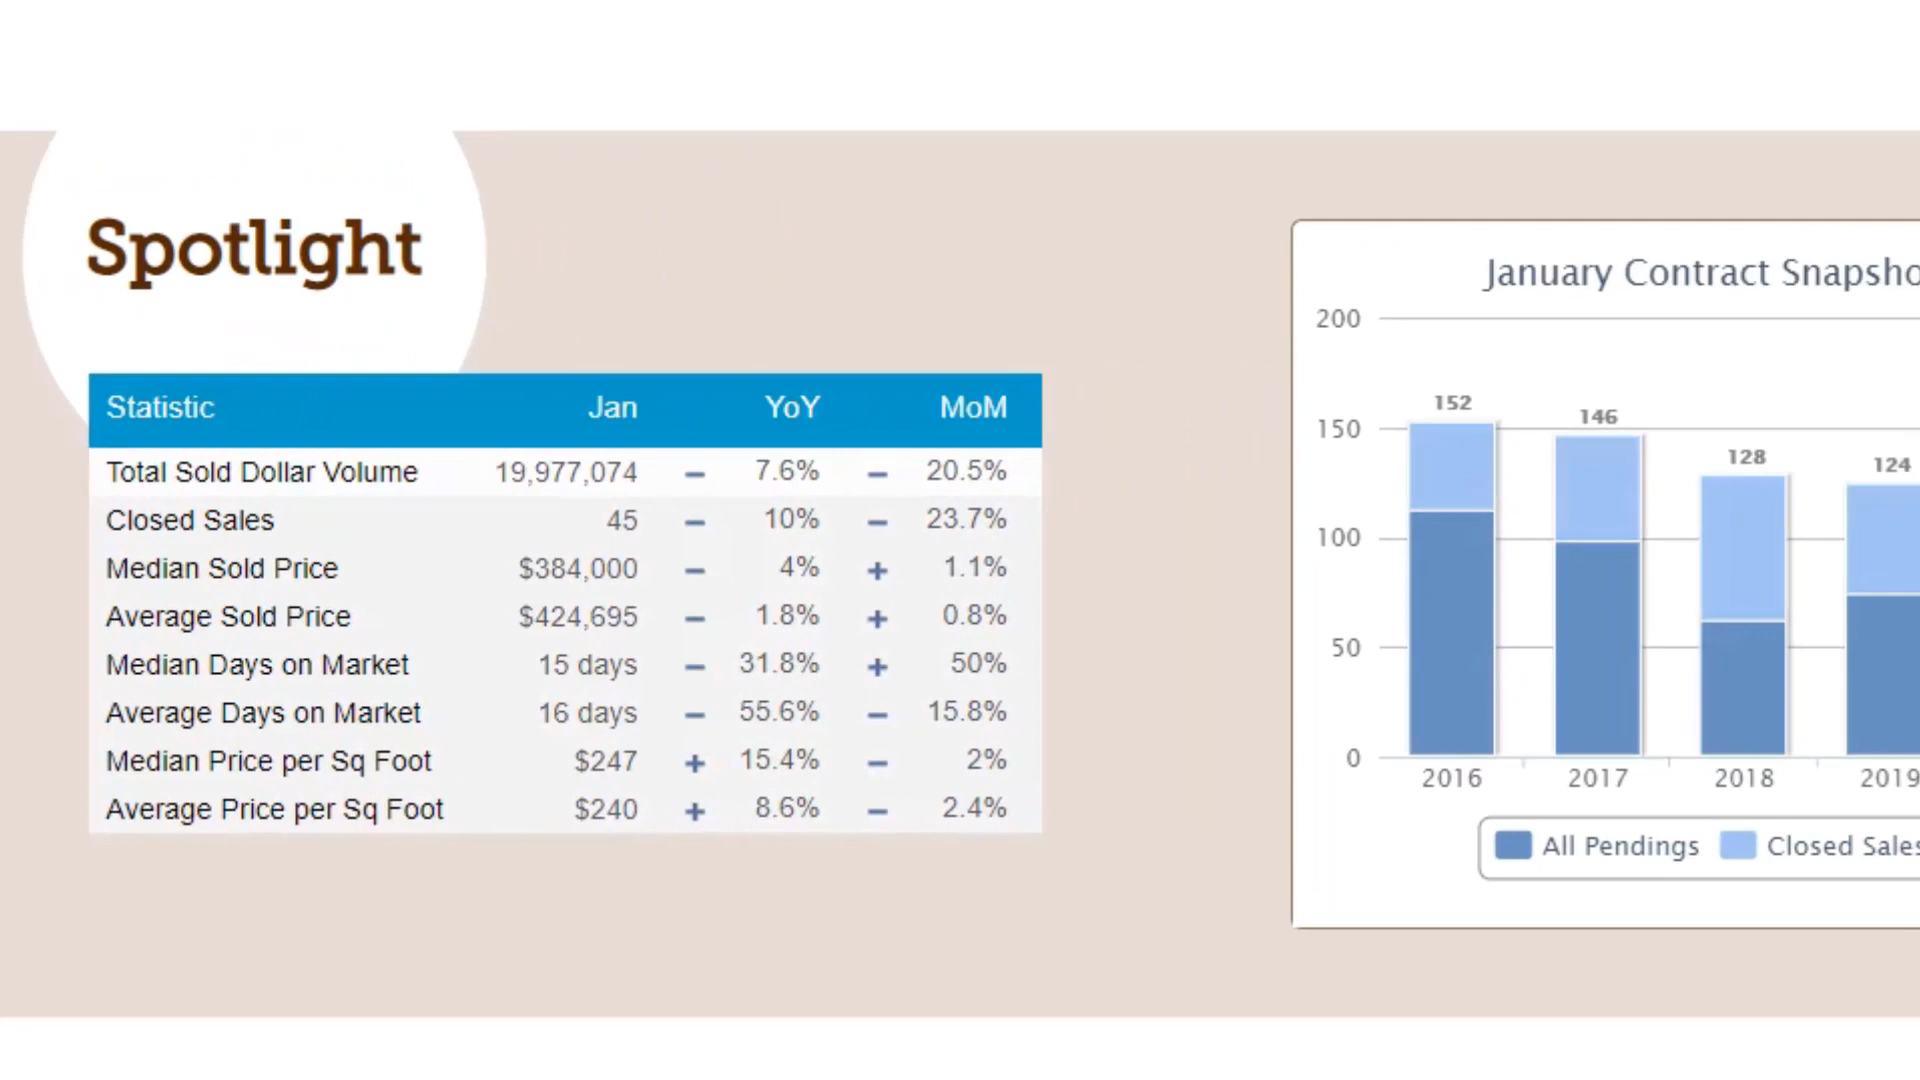 Spotlight
Statistic Jan YoY MoM
Total Sold Dollar Volume 19,977,074 – 7.6% – 20.5%
Closed Sales 45 – 10% – 23.7%
Median Sold Price $384,000 – 4% + 1.1%
Average Sold Price $424,695 – 1.8% + 0.8%
Median Days on Market 15 days – 31.8% + 50%
Average Days on Market 16 days – 55.6% – 15.8%
Median Price per Sq Foot $247 + 15.4% – 2%
Average Price per Sq Foot $240 + 8.6% – 2.4%
January Contract Snapsho
200
150
100
50
0
152 146 128 124
2016 2017 2018 2019
All Pendings Closed Sales